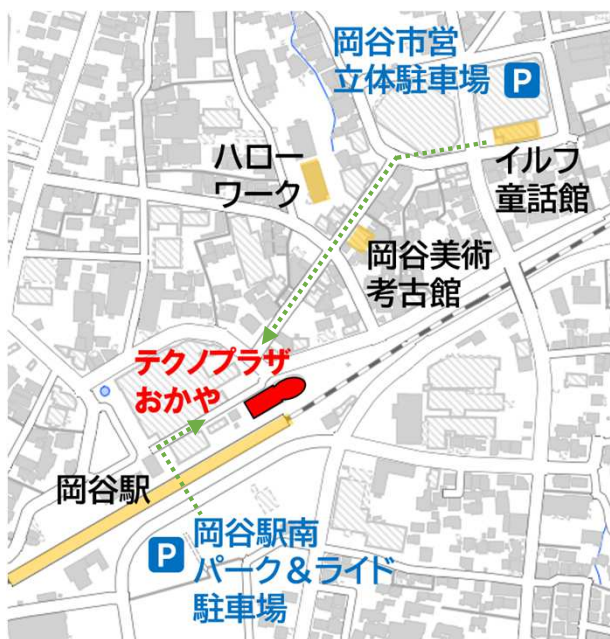 岡谷市営
立体駐車場 P
ハロー
ワーク
イルフ
童話館
岡谷美術
考古館
テクノプラザ
おかや
岡谷駅
P 岡谷駅南
パーク＆ライド
駐車場